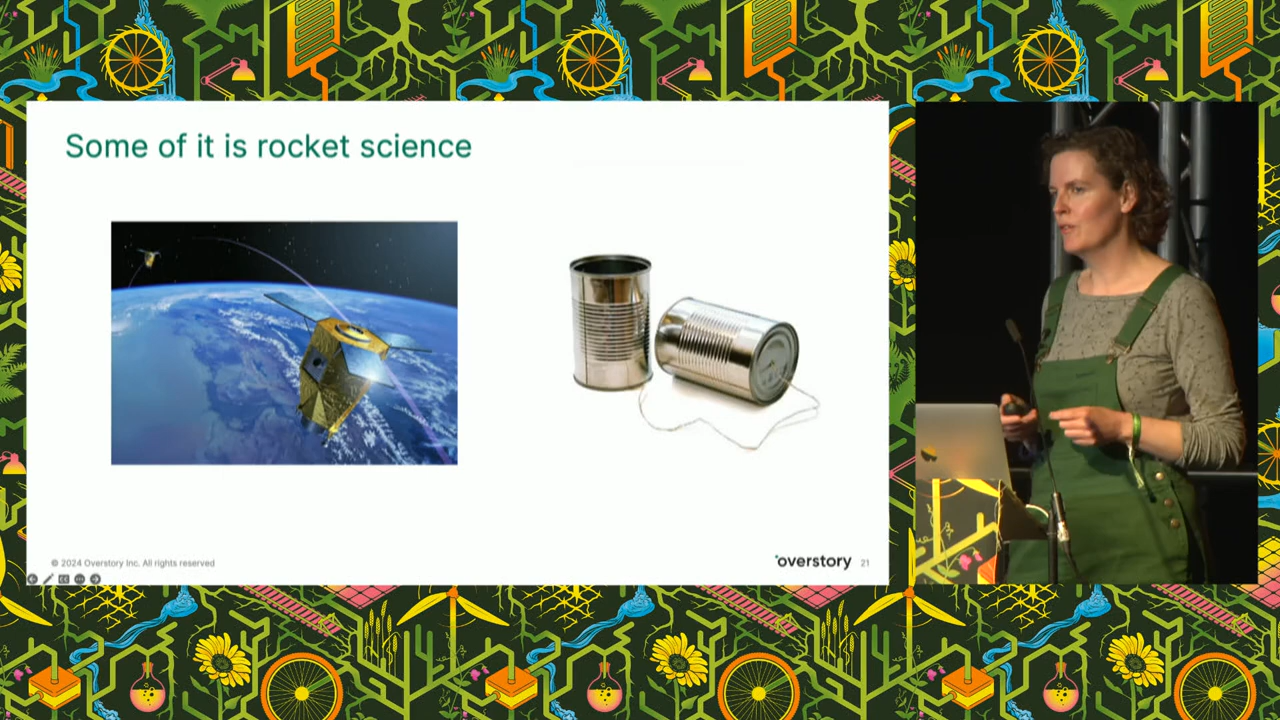 Some of it is rocket science
© 2024 Overstory Inc. All rights reserved
overstory
21